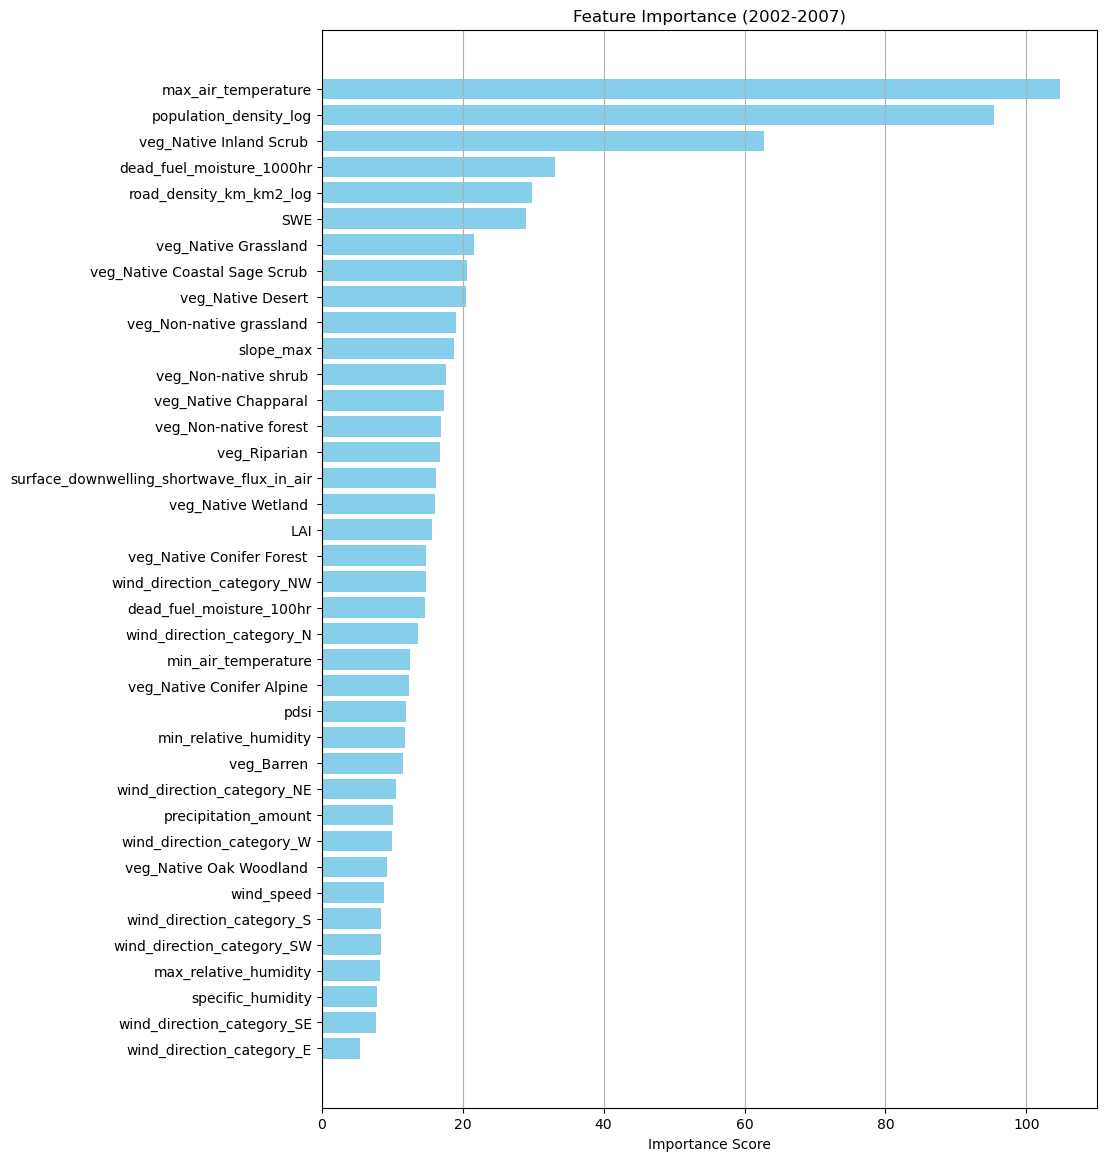 Feature Importance (2002-2007)
max_air_temperature
population_density_log
veg_Native Inland Scrub
dead_fuel_moisture_1000hr
road_density_km_km2_log
SWE
veg_Native Grassland
veg_Native Coastal Sage Scrub
veg_Native Desert
veg_Non-native grassland
slope_max
veg_Non-native shrub
veg_Native Chapparal
veg_Non-native forest
veg_Riparian
surface_downwelling_shortwave_flux_in_air
veg_Native Wetland
LAI
veg_Native Conifer Forest
wind_direction_category_NW
dead_fuel_moisture_100hr
wind_direction_category_N
min_air_temperature
veg_Native Conifer Alpine
pdsi
min_relative_humidity
veg_Barren
wind_direction_category_NE
precipitation_amount
wind_direction_category_W
veg_Native Oak Woodland
wind_speed
wind_direction_category_S
wind_direction_category_SW
max_relative_humidity
specific_humidity
wind_direction_category_SE
wind_direction_category_E
0 20 40 60 80 100
Importance Score